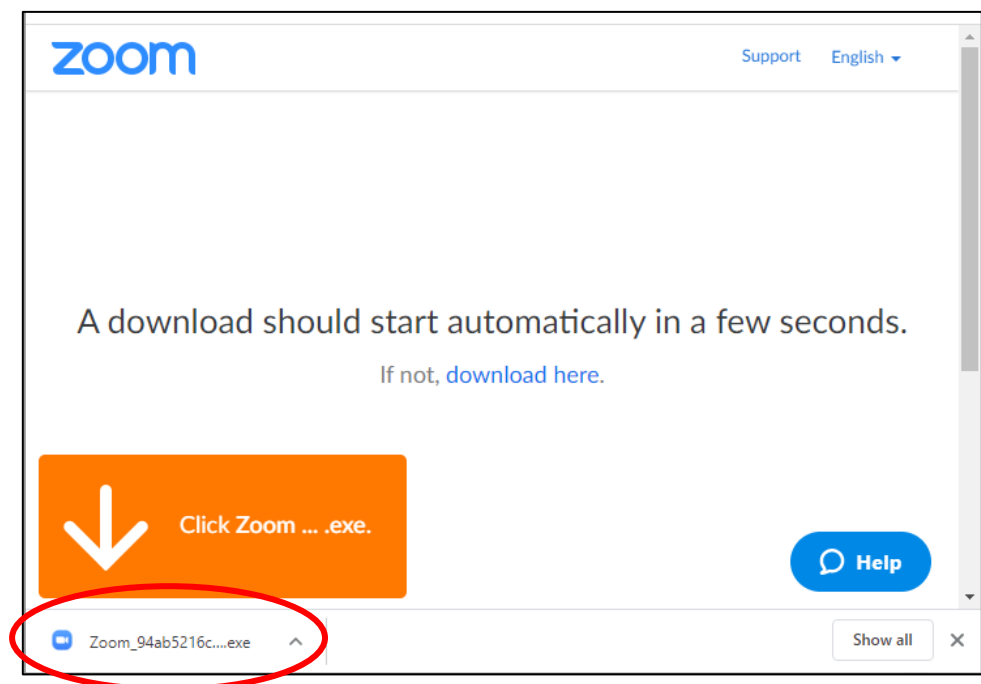 zoom
Support English
A download should start automatically in a few seconds.
If not, download here.
Click Zoom ... .exe.
Help
Zoom_94ab5216c....exe
Show all